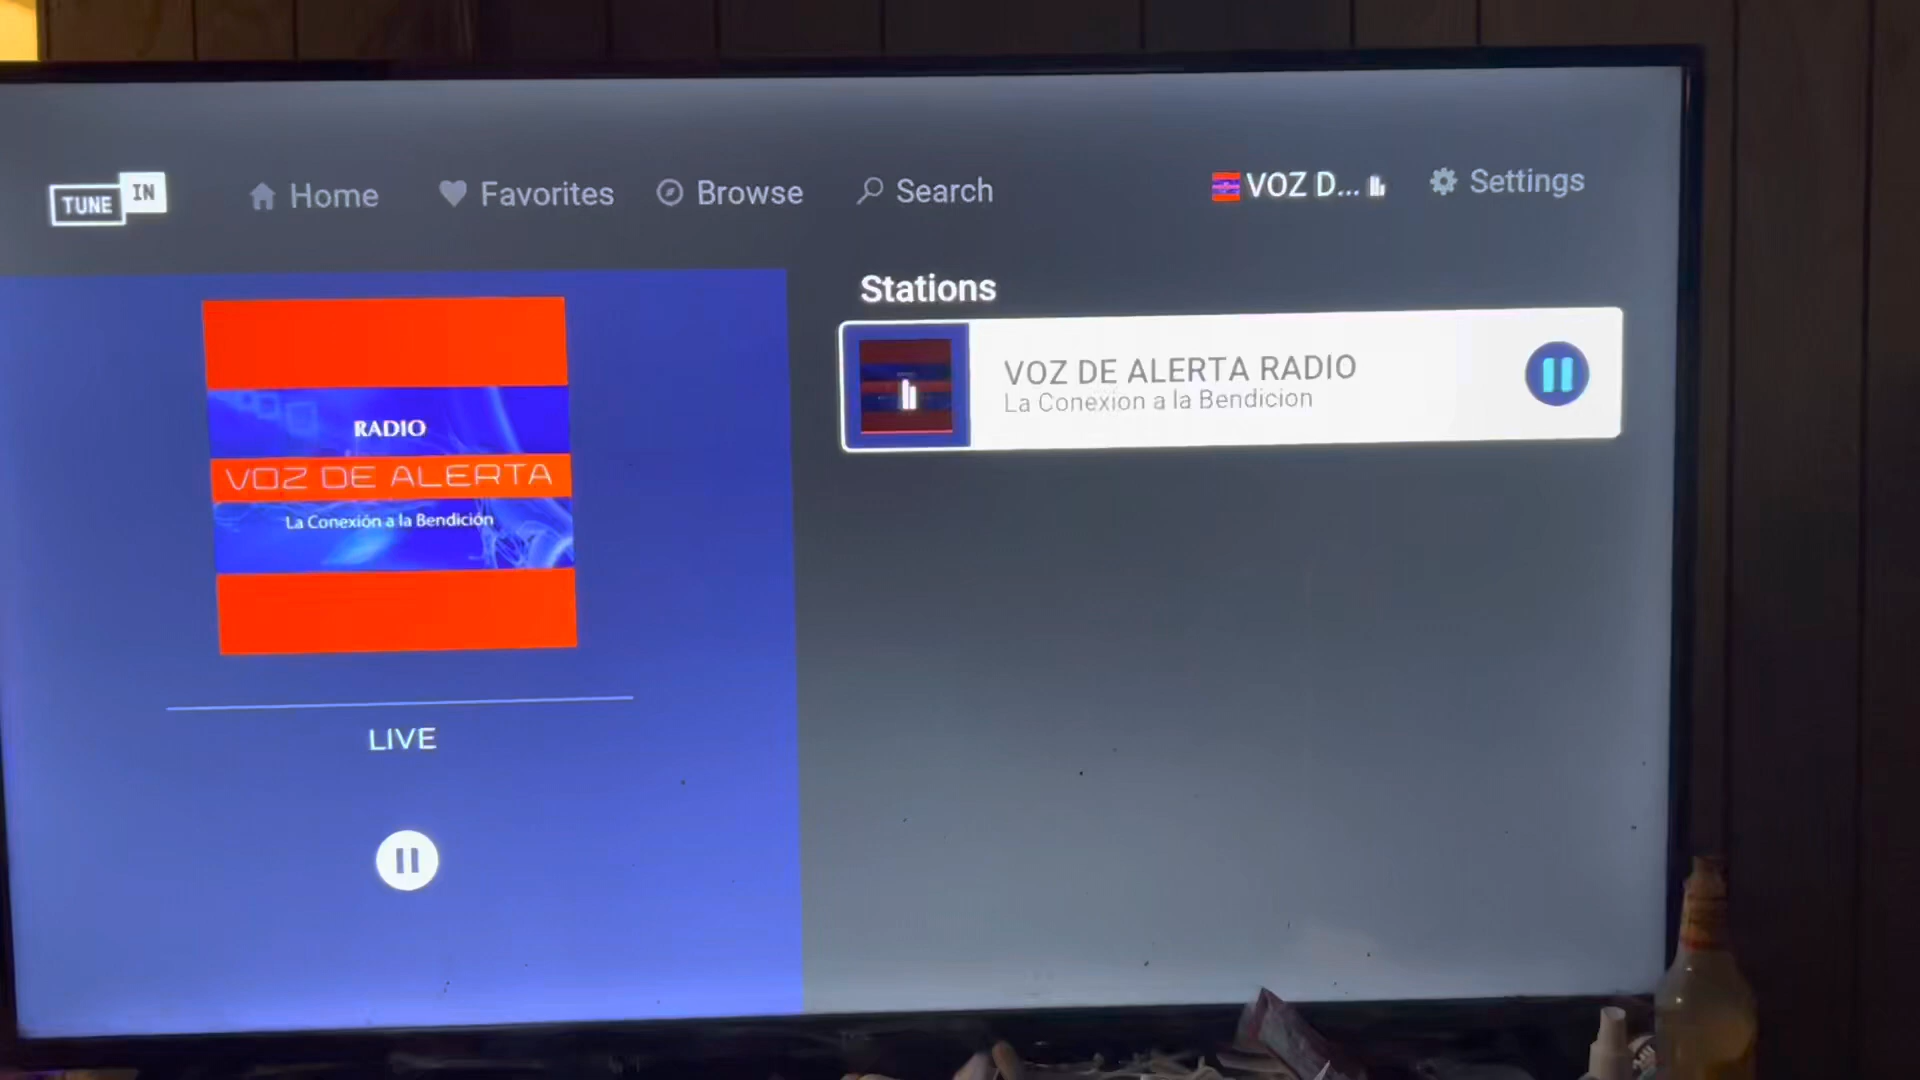 TUNE IN
Home
Favorites
Browse
Search
VOZ D...
Settings
RADIO
VOZ DE ALERTA
La Conexión a la Bendición
LIVE
Stations
VOZ DE ALERTA RADIO
La Conexion a la Bendicion